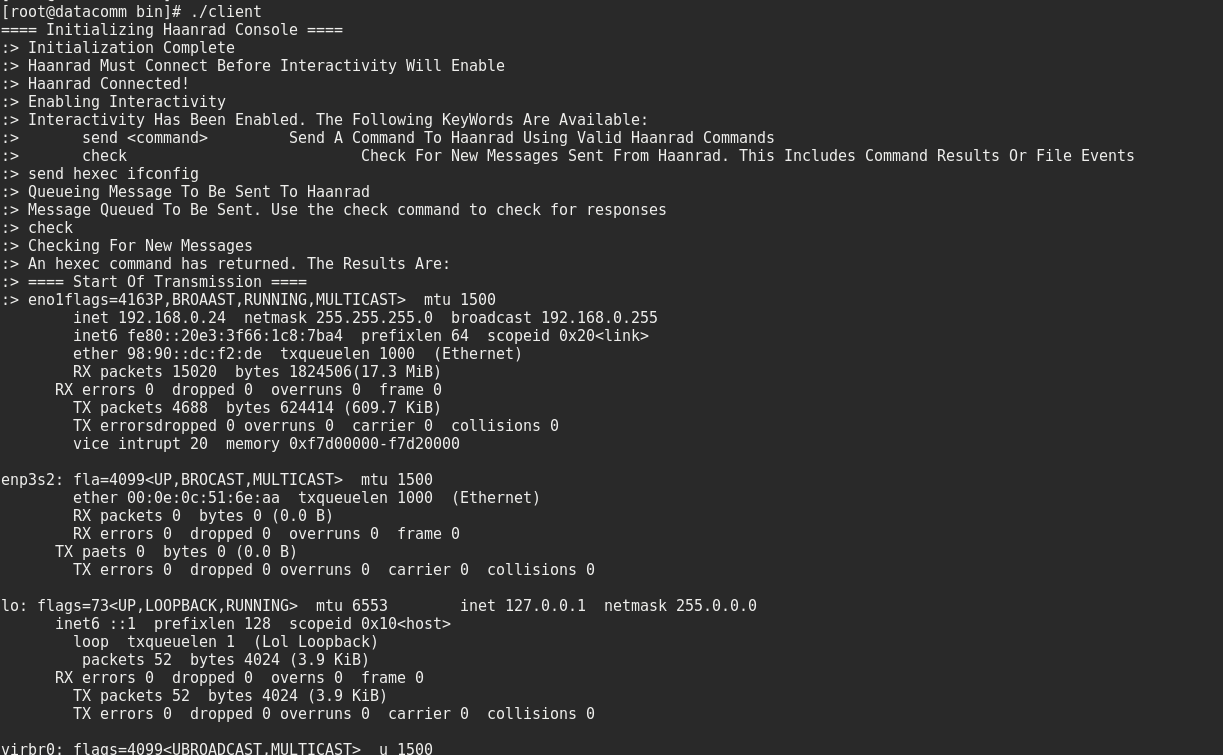 [root@datacomm bin]# ./client
==== Initializing Haanrad Console ====
:> Initialization Complete
:> Haanrad Must Connect Before Interactivity Will Enable
:> Haanrad Connected!
:> Enabling Interactivity
:> Interactivity Has Been Enabled. The Following KeyWords Are Available:
:>       send <command>         Send A Command To Haanrad Using Valid Haanrad Commands
:>       check                          Check For New Messages Sent From Haanrad. This Includes Command Results Or File Events
:> send hexec ifconfig
:> Queueing Message To Be Sent To Haanrad
:> Message Queued To Be Sent. Use the check command to check for responses
:> check
:> Checking For New Messages
:> An hexec command has returned. The Results Are:
:> ==== Start Of Transmission ====
:> eno1flags=4163P,BROAAST,RUNNING,MULTICAST>  mtu 1500
        inet 192.168.0.24  netmask 255.255.255.0  broadcast 192.168.0.255
        inet6 fe80::20e3:3f66:1c8:7ba4  prefixlen 64  scopeid 0x20<link>
        ether 98:90::dc:f2:de  txqueuelen 1000  (Ethernet)
        RX packets 15020  bytes 1824506(17.3 MiB)
      RX errors 0  dropped 0  overruns 0  frame 0
        TX packets 4688  bytes 624414 (609.7 KiB)
        TX errorsdropped 0 overruns 0  carrier 0  collisions 0
        vice intrupt 20  memory 0xf7d00000-f7d20000

enp3s2: fla=4099<UP,BROCAST,MULTICAST>  mtu 1500
        ether 00:0e:0c:51:6e:aa  txqueuelen 1000  (Ethernet)
        RX packets 0  bytes 0 (0.0 B)
        RX errors 0  dropped 0  overruns 0  frame 0
      TX paets 0  bytes 0 (0.0 B)
        TX errors 0  dropped 0 overruns 0  carrier 0  collisions 0

lo: flags=73<UP,LOOPBACK,RUNNING>  mtu 6553        inet 127.0.0.1  netmask 255.0.0.0
      inet6 ::1  prefixlen 128  scopeid 0x10<host>
        loop  txqueuelen 1  (Lol Loopback)
         packets 52  bytes 4024 (3.9 KiB)
      RX errors 0  dropped 0  overns 0  frame 0
        TX packets 52  bytes 4024 (3.9 KiB)
        TX errors 0  dropped 0 overruns 0  carrier 0  collisions 0

virbr0: flags=4099<UBROADCAST,MULTICAST>  u 1500